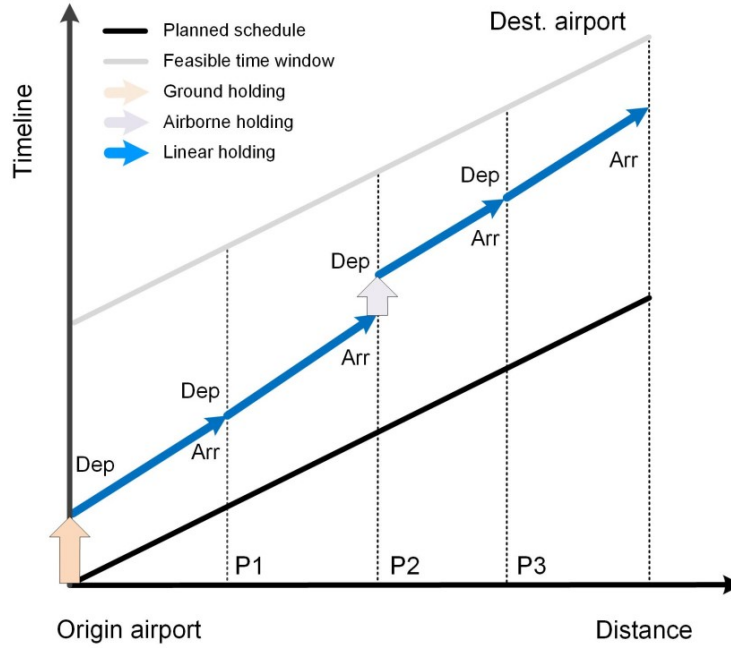 Planned schedule
Feasible time window
Ground holding
Airborne holding
Linear holding
Dest. airport
Timeline
Dep
Arr
Dep
Arr
Dep
Arr
Dep
Arr
P1
P2
P3
Origin airport
Distance